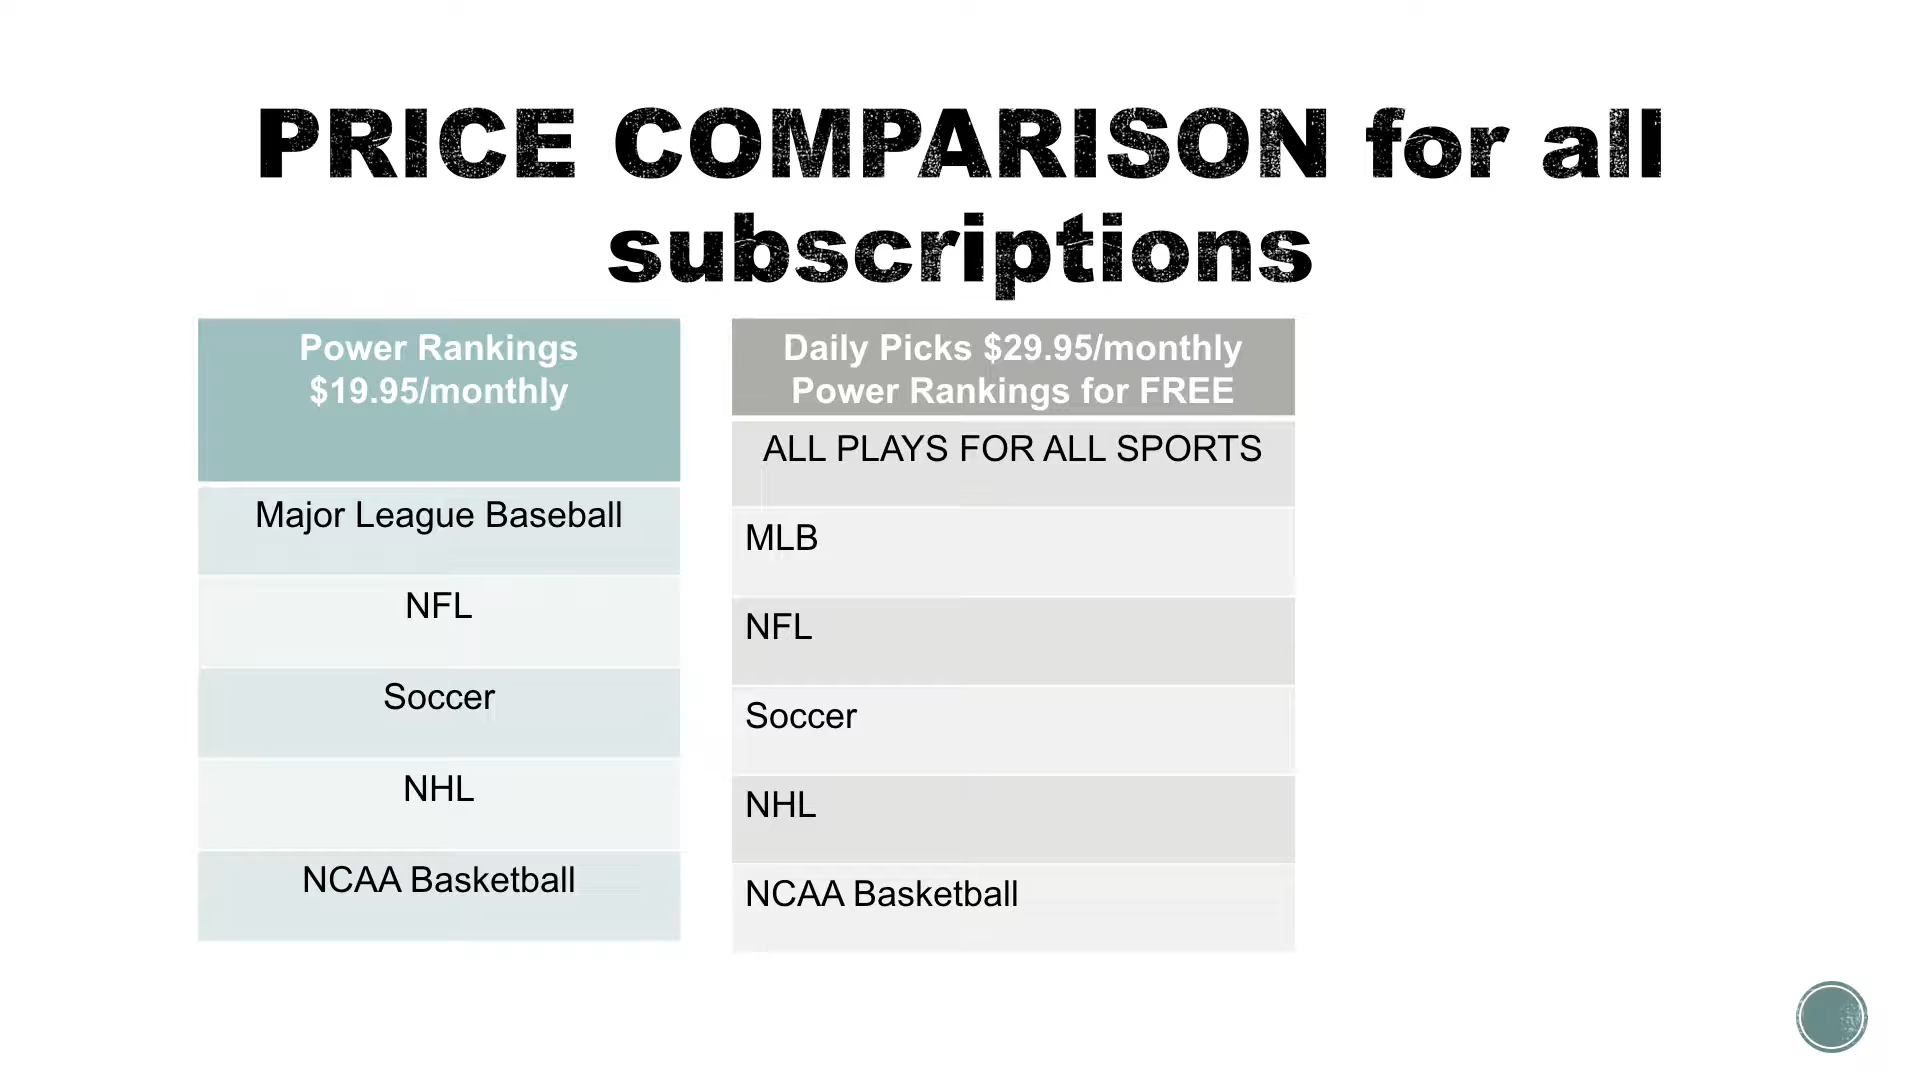 PRICE COMPARISON for all
subscriptions
Power Rankings
$19.95/monthly
Major League Baseball
NFL
Soccer
NHL
NCAA Basketball
Daily Picks $29.95/monthly
Power Rankings for FREE
ALL PLAYS FOR ALL SPORTS
MLB
NFL
Soccer
NHL
NCAA Basketball